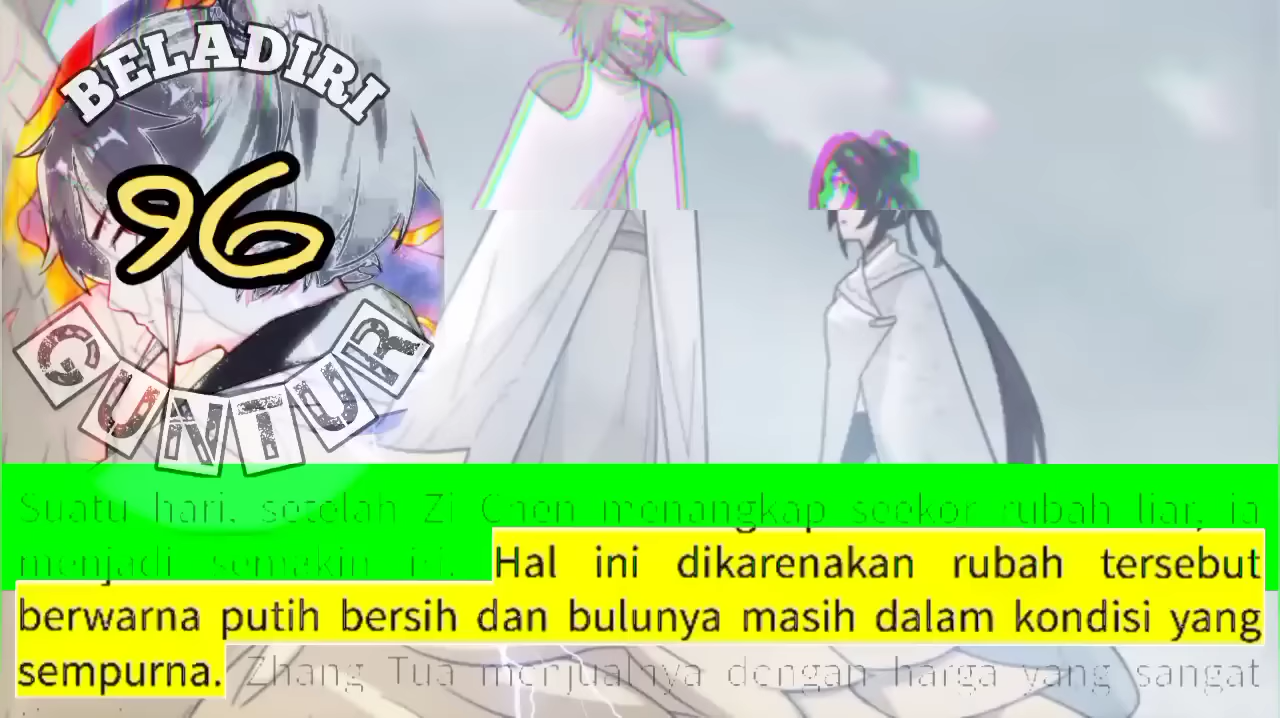 BELADIRI
96
GUNTUR
Suatu hari, setelah Zi Chen menangkap seekor rubah liar, ia
menjadi semakin iri. Hal ini dikarenakan rubah tersebut
berwarna putih bersih dan bulunya masih dalam kondisi yang
sempurna. Zhang Tua menjualnya dengan harga yang sangat